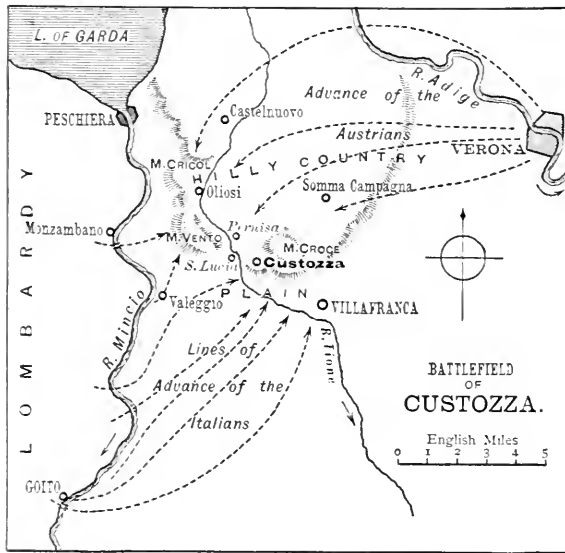 L. OF GARDA
PESCHIERA
Castelnuovo
R. Adige
Advance of the
Austrians
VERONA
M. CRICOL
HILLY COUNTRY
Oliosi
Somma Campagna
LOMBARDY
Monzambano
M. VENTO
Pernisa
M. CROCE
S. Lucia
Custozza
PLAIN
Valeggio
VILLAFRANCA
R. Mincio
R. Tione
Lines of
Advance of the
Italians
GOITO
BATTLEFIELD
OF
CUSTOZZA.
English Miles
0 1 2 3 4 5